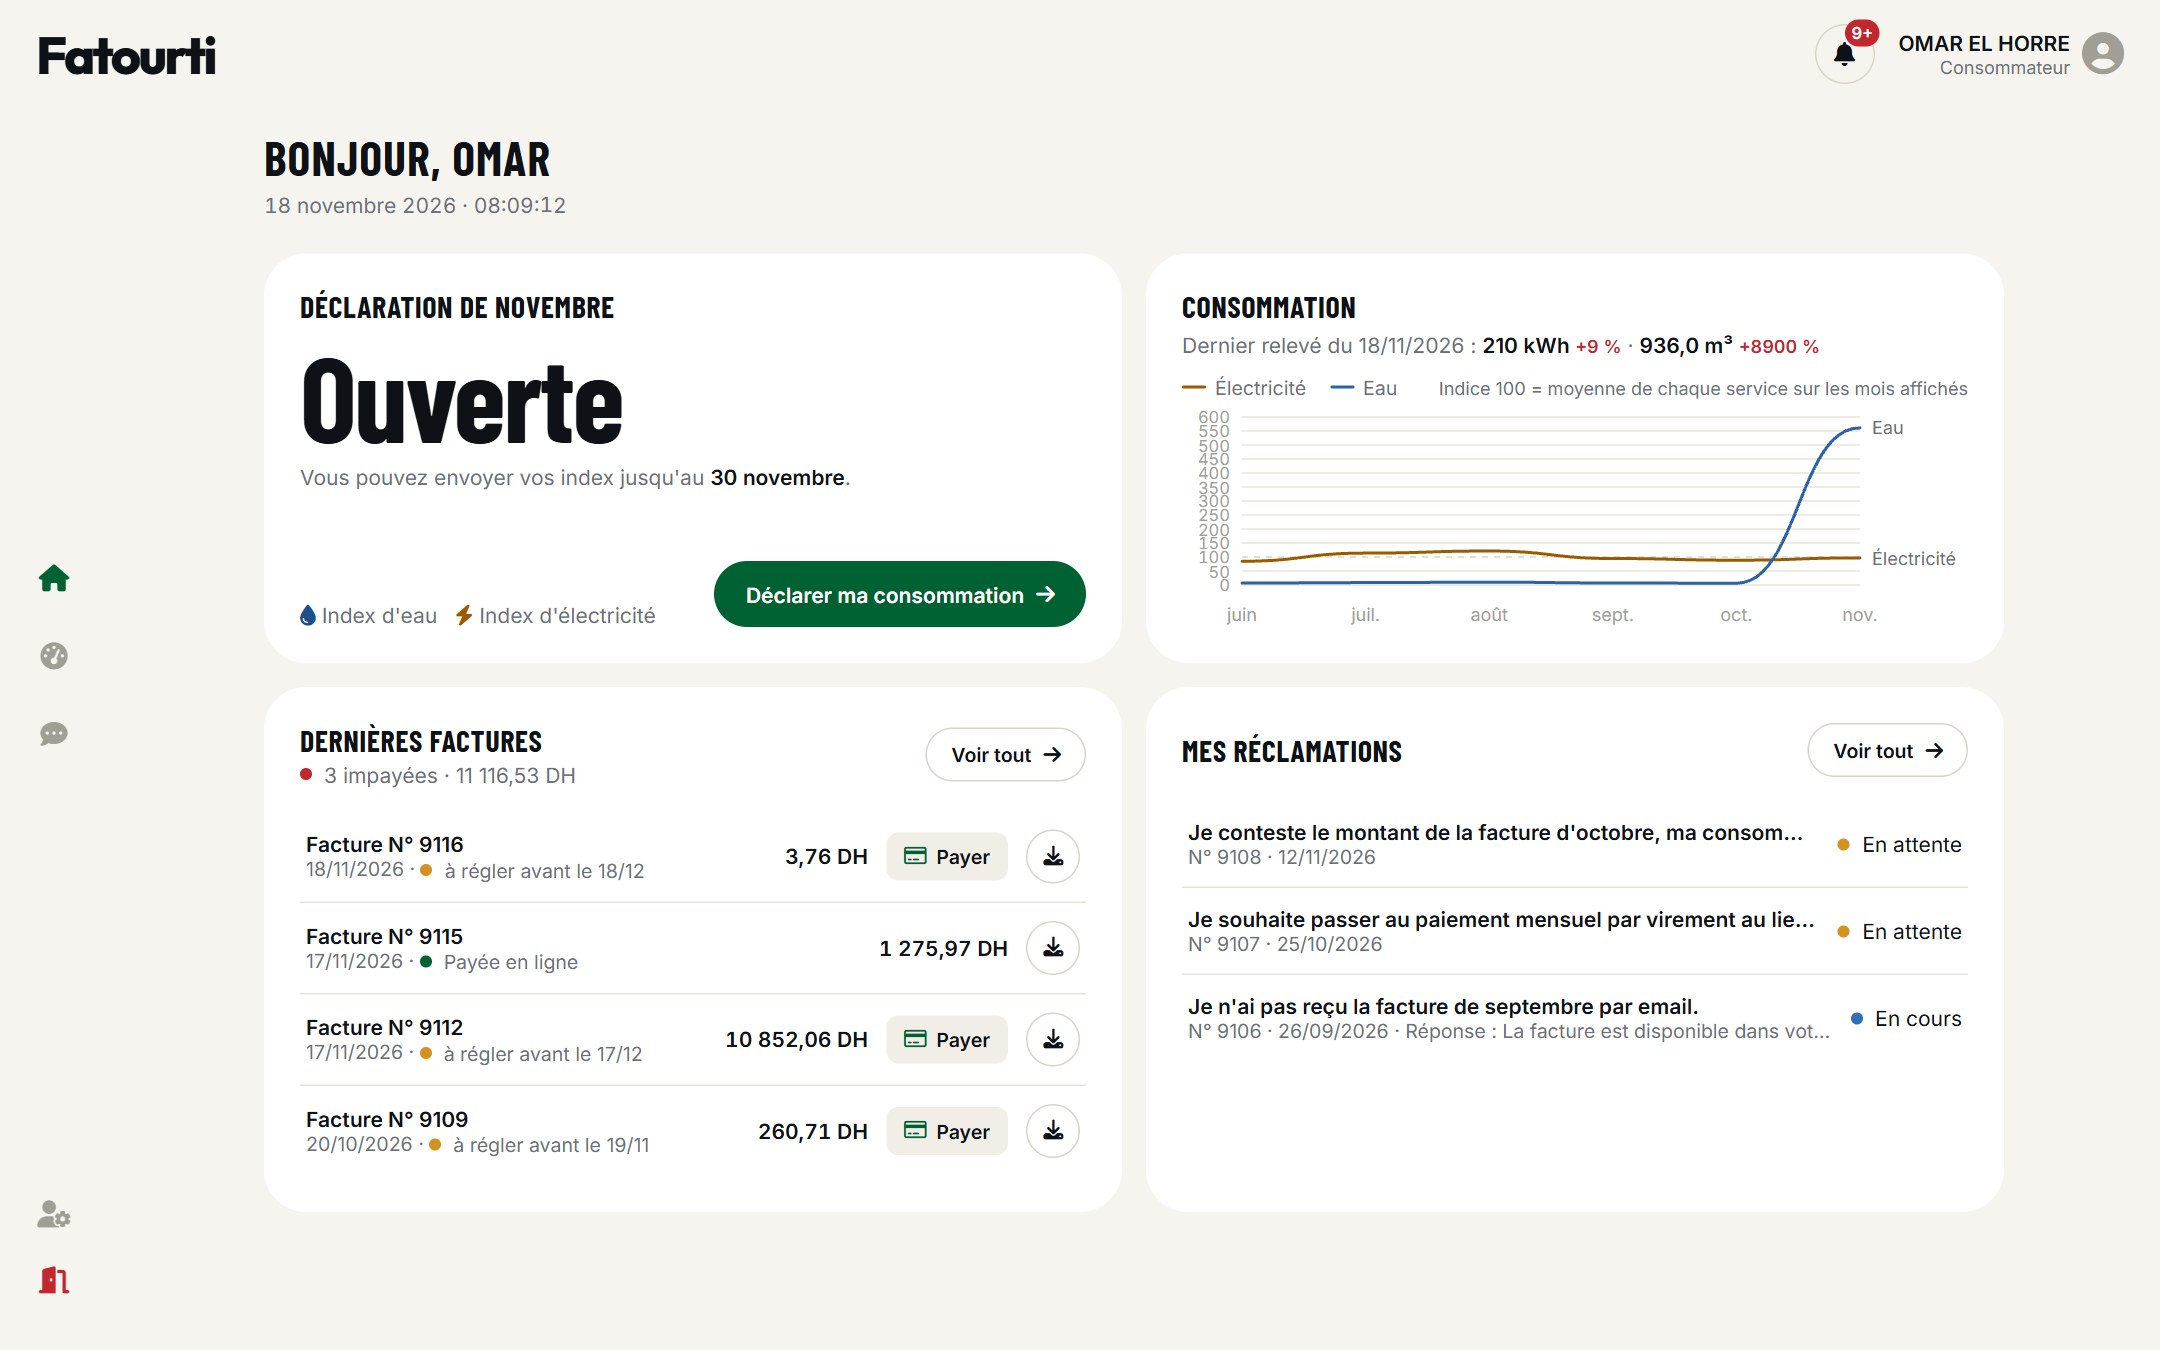 Fatourti
9+
OMAR EL HORRE
Consommateur
BONJOUR, OMAR
18 novembre 2026 · 08:09:12
DÉCLARATION DE NOVEMBRE
Ouverte
Vous pouvez envoyer vos index jusqu'au 30 novembre.
Index d'eau Index d'électricité
Déclarer ma consommation →
CONSOMMATION
Dernier relevé du 18/11/2026 : 210 kWh +9 % · 936,0 m³ +8900 %
Électricité Eau Indice 100 = moyenne de chaque service sur les mois affichés
600
550
500
450
400
350
300
250
200
150
100
50
0
Eau
Électricité
juin juil. août sept. oct. nov.
DERNIÈRES FACTURES
3 impayées · 11 116,53 DH
Voir tout →
Facture N° 9116
18/11/2026 · à régler avant le 18/12
3,76 DH Payer
Facture N° 9115
17/11/2026 · Payée en ligne
1 275,97 DH
Facture N° 9112
17/11/2026 · à régler avant le 17/12
10 852,06 DH Payer
Facture N° 9109
20/10/2026 · à régler avant le 19/11
260,71 DH Payer
MES RÉCLAMATIONS
Voir tout →
Je conteste le montant de la facture d'octobre, ma consom...
N° 9108 · 12/11/2026
En attente
Je souhaite passer au paiement mensuel par virement au lie...
N° 9107 · 25/10/2026
En attente
Je n'ai pas reçu la facture de septembre par email.
N° 9106 · 26/09/2026 · Réponse : La facture est disponible dans vot...
En cours